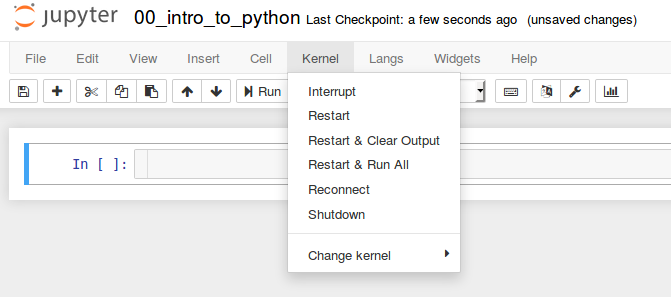 jupyter 00_intro_to_python Last Checkpoint: a few seconds ago (unsaved changes)
File Edit View Insert Cell Kernel Langs Widgets Help
Run
Interrupt
Restart
Restart & Clear Output
Restart & Run All
Reconnect
Shutdown
Change kernel
In [ ]: